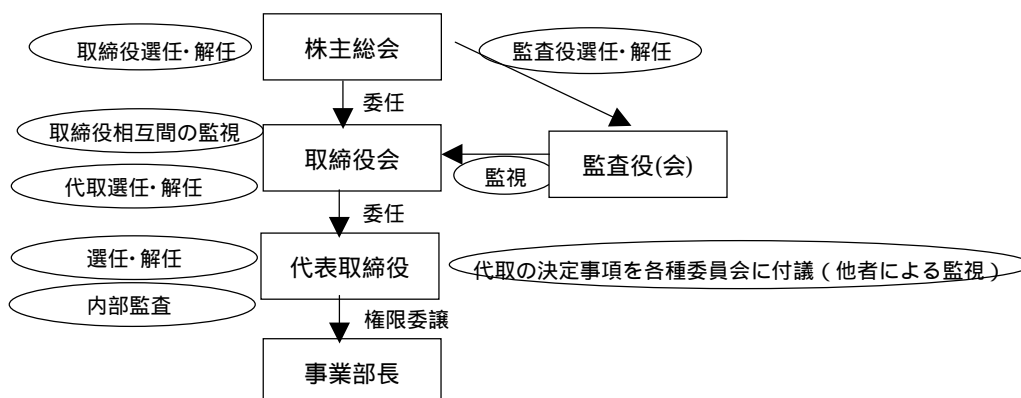 取締役選任・解任
株主総会
監査役選任・解任
委任
取締役相互間の監視
取締役会
監査役(会)
監視
代取選任・解任
委任
選任・解任
代表取締役
代取の決定事項を各種委員会に付議(他者による監視)
内部監査
権限委譲
事業部長